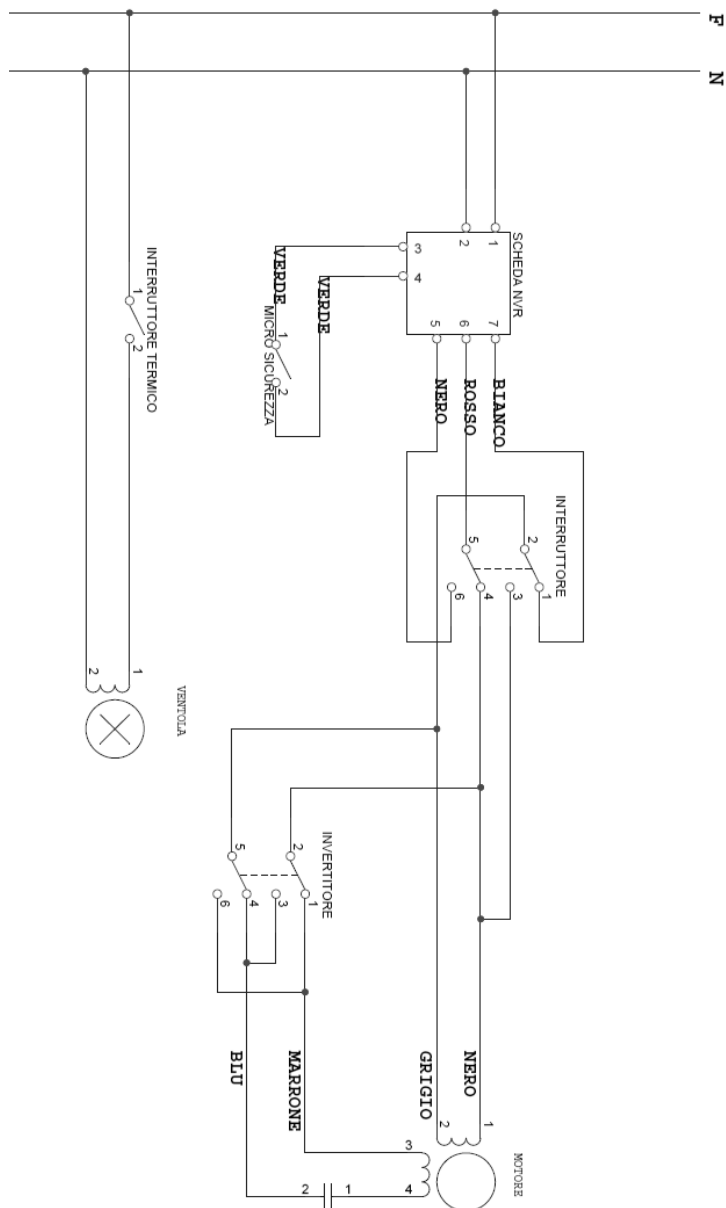 F
N
SCHEDA NVR
1
2
3
4
7
6
5
VERDE
VERDE
MICRO SICUREZZA
1
2
INTERRUTTORE TERMICO
1
2
BIANCO
ROSSO
NERO
INTERRUTTORE
2
1
3
5
4
6
VENTOLA
1
2
INVERTITORE
2
1
3
5
4
6
NERO
GRIGIO
MARRONE
BLU
MOTORE
1
2
3
4
1
2